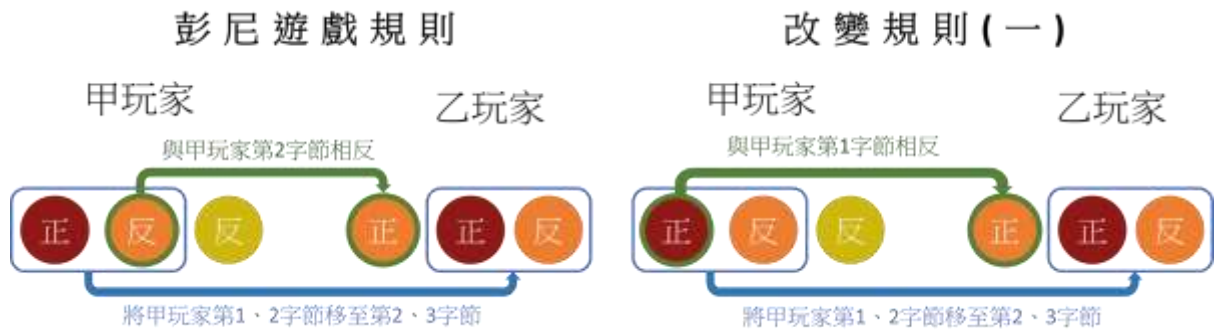 彭尼遊戲規則
甲玩家
乙玩家
與甲玩家第2字節相反
正 反 反 正 正 反
將甲玩家第1、2字節移至第2、3字節
改變規則(一)
甲玩家
乙玩家
與甲玩家第1字節相反
正 反 反 正 正 反
將甲玩家第1、2字節移至第2、3字節